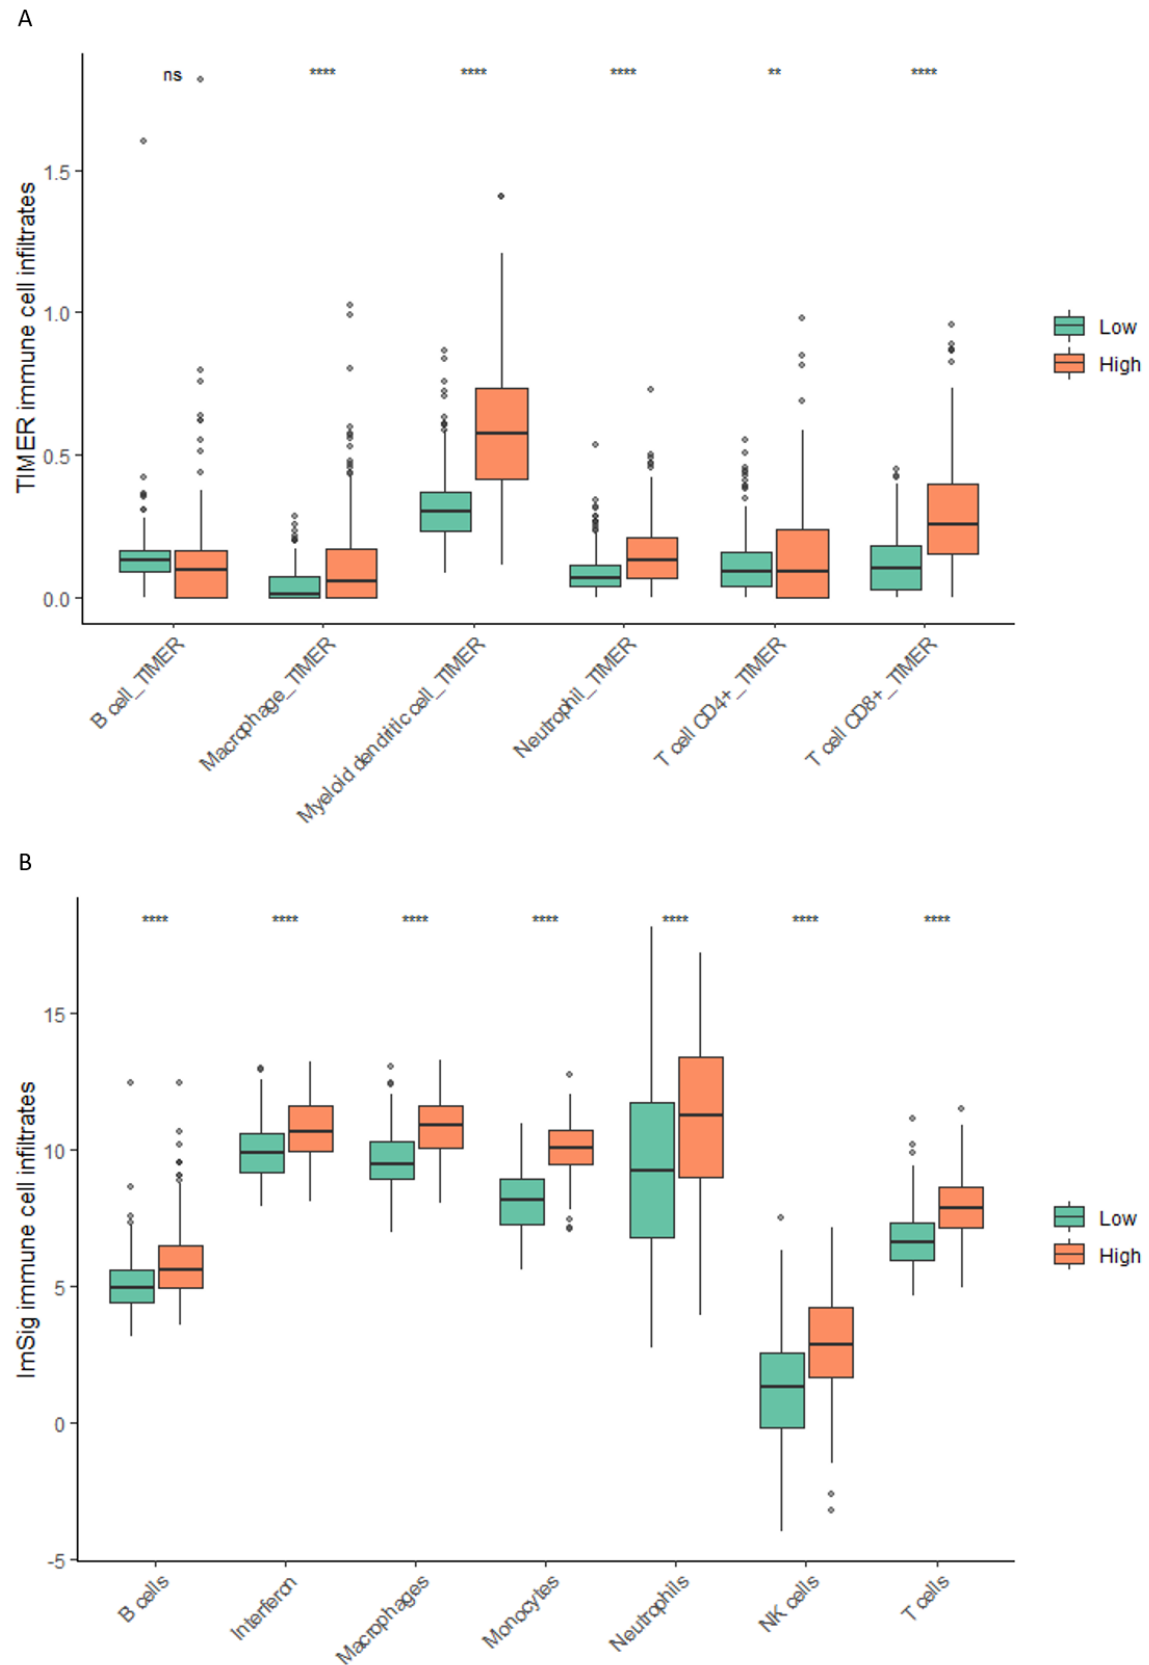 A
ns **** **** **** ** ****
TIMER immune cell infiltrates
1.5
1.0
0.5
0.0
Low
High
B cell_TIMER
Macrophage_TIMER
Myeloid dendritic cell_TIMER
Neutrophil_TIMER
T cell CD4+_TIMER
T cell CD8+_TIMER
B
**** **** **** **** **** **** ****
ImSig immune cell infiltrates
15
10
5
0
-5
Low
High
B cells
Interferon
Macrophages
Monocytes
Neutrophils
NK cells
T cells